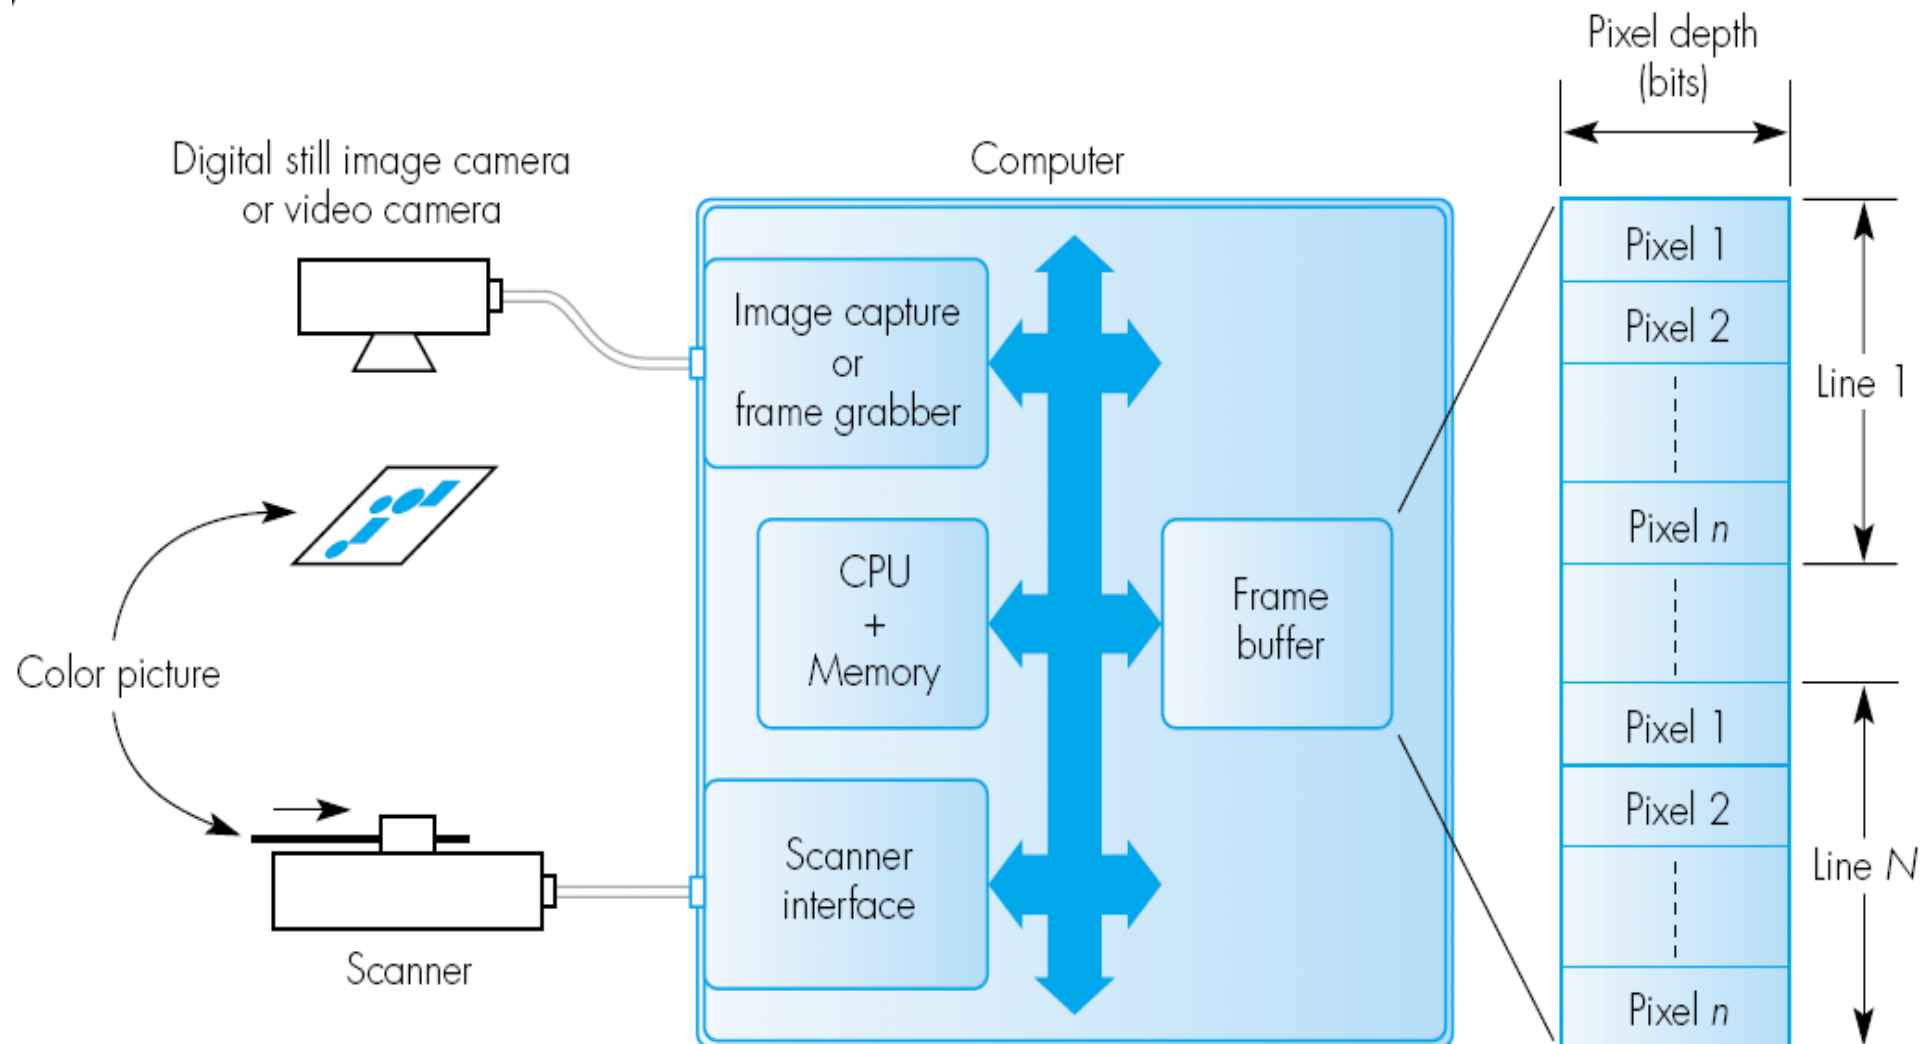 Pixel depth
(bits)
Digital still image camera
or video camera
Computer
Image capture
or
frame grabber
CPU
+
Memory
Frame
buffer
Scanner
interface
Color picture
Scanner
Pixel 1
Pixel 2
Pixel n
Line 1
Pixel 1
Pixel 2
Pixel n
Line N